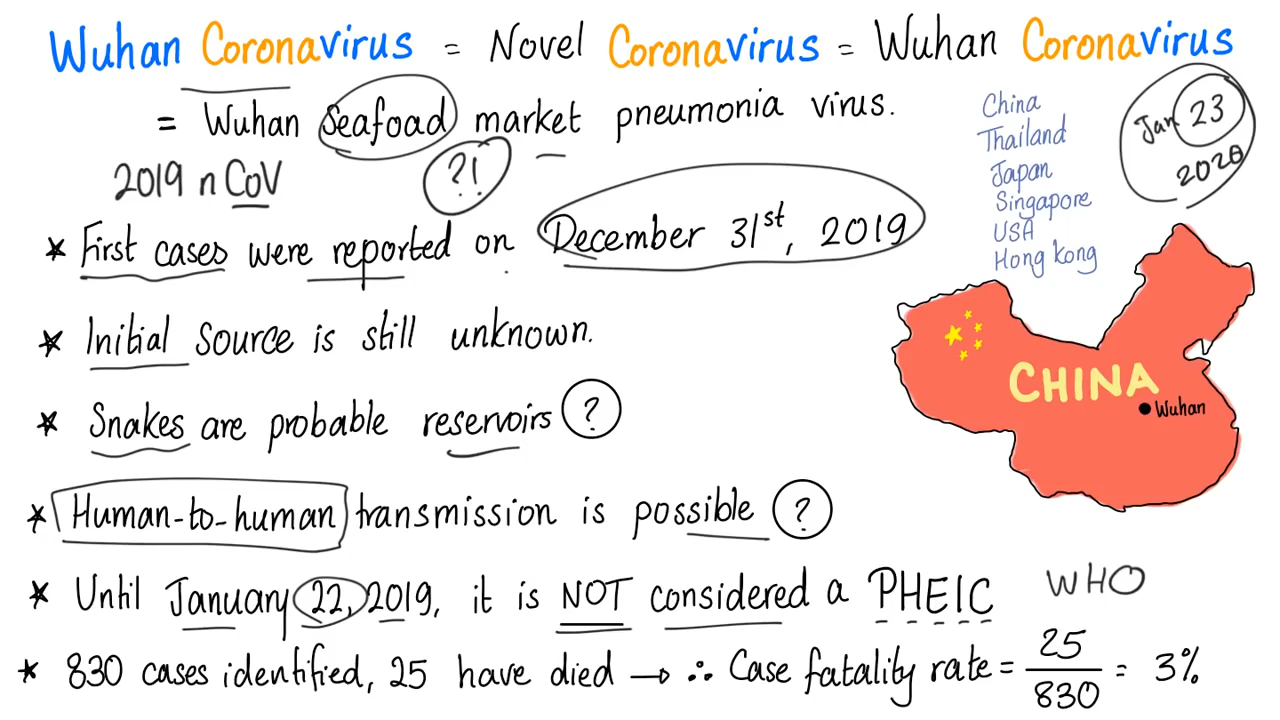 Wuhan Coronavirus = Novel Coronavirus = Wuhan Coronavirus
= Wuhan Seafoad market pneumonia virus.
2019 n CoV
?!
China
Thailand
Japan
Singapore
USA
Hong Kong
Jan 23
2020
* First cases were reported on December 31st, 2019
* Initial source is still unknown.
* Snakes are probable reservoirs ?
CHINA
Wuhan
* Human-to-human transmission is possible ?
* Until January 22, 2019, it is NOT considered a PHEIC WHO
* 830 cases identified, 25 have died → ∴ Case fatality rate = 25/830 = 3%